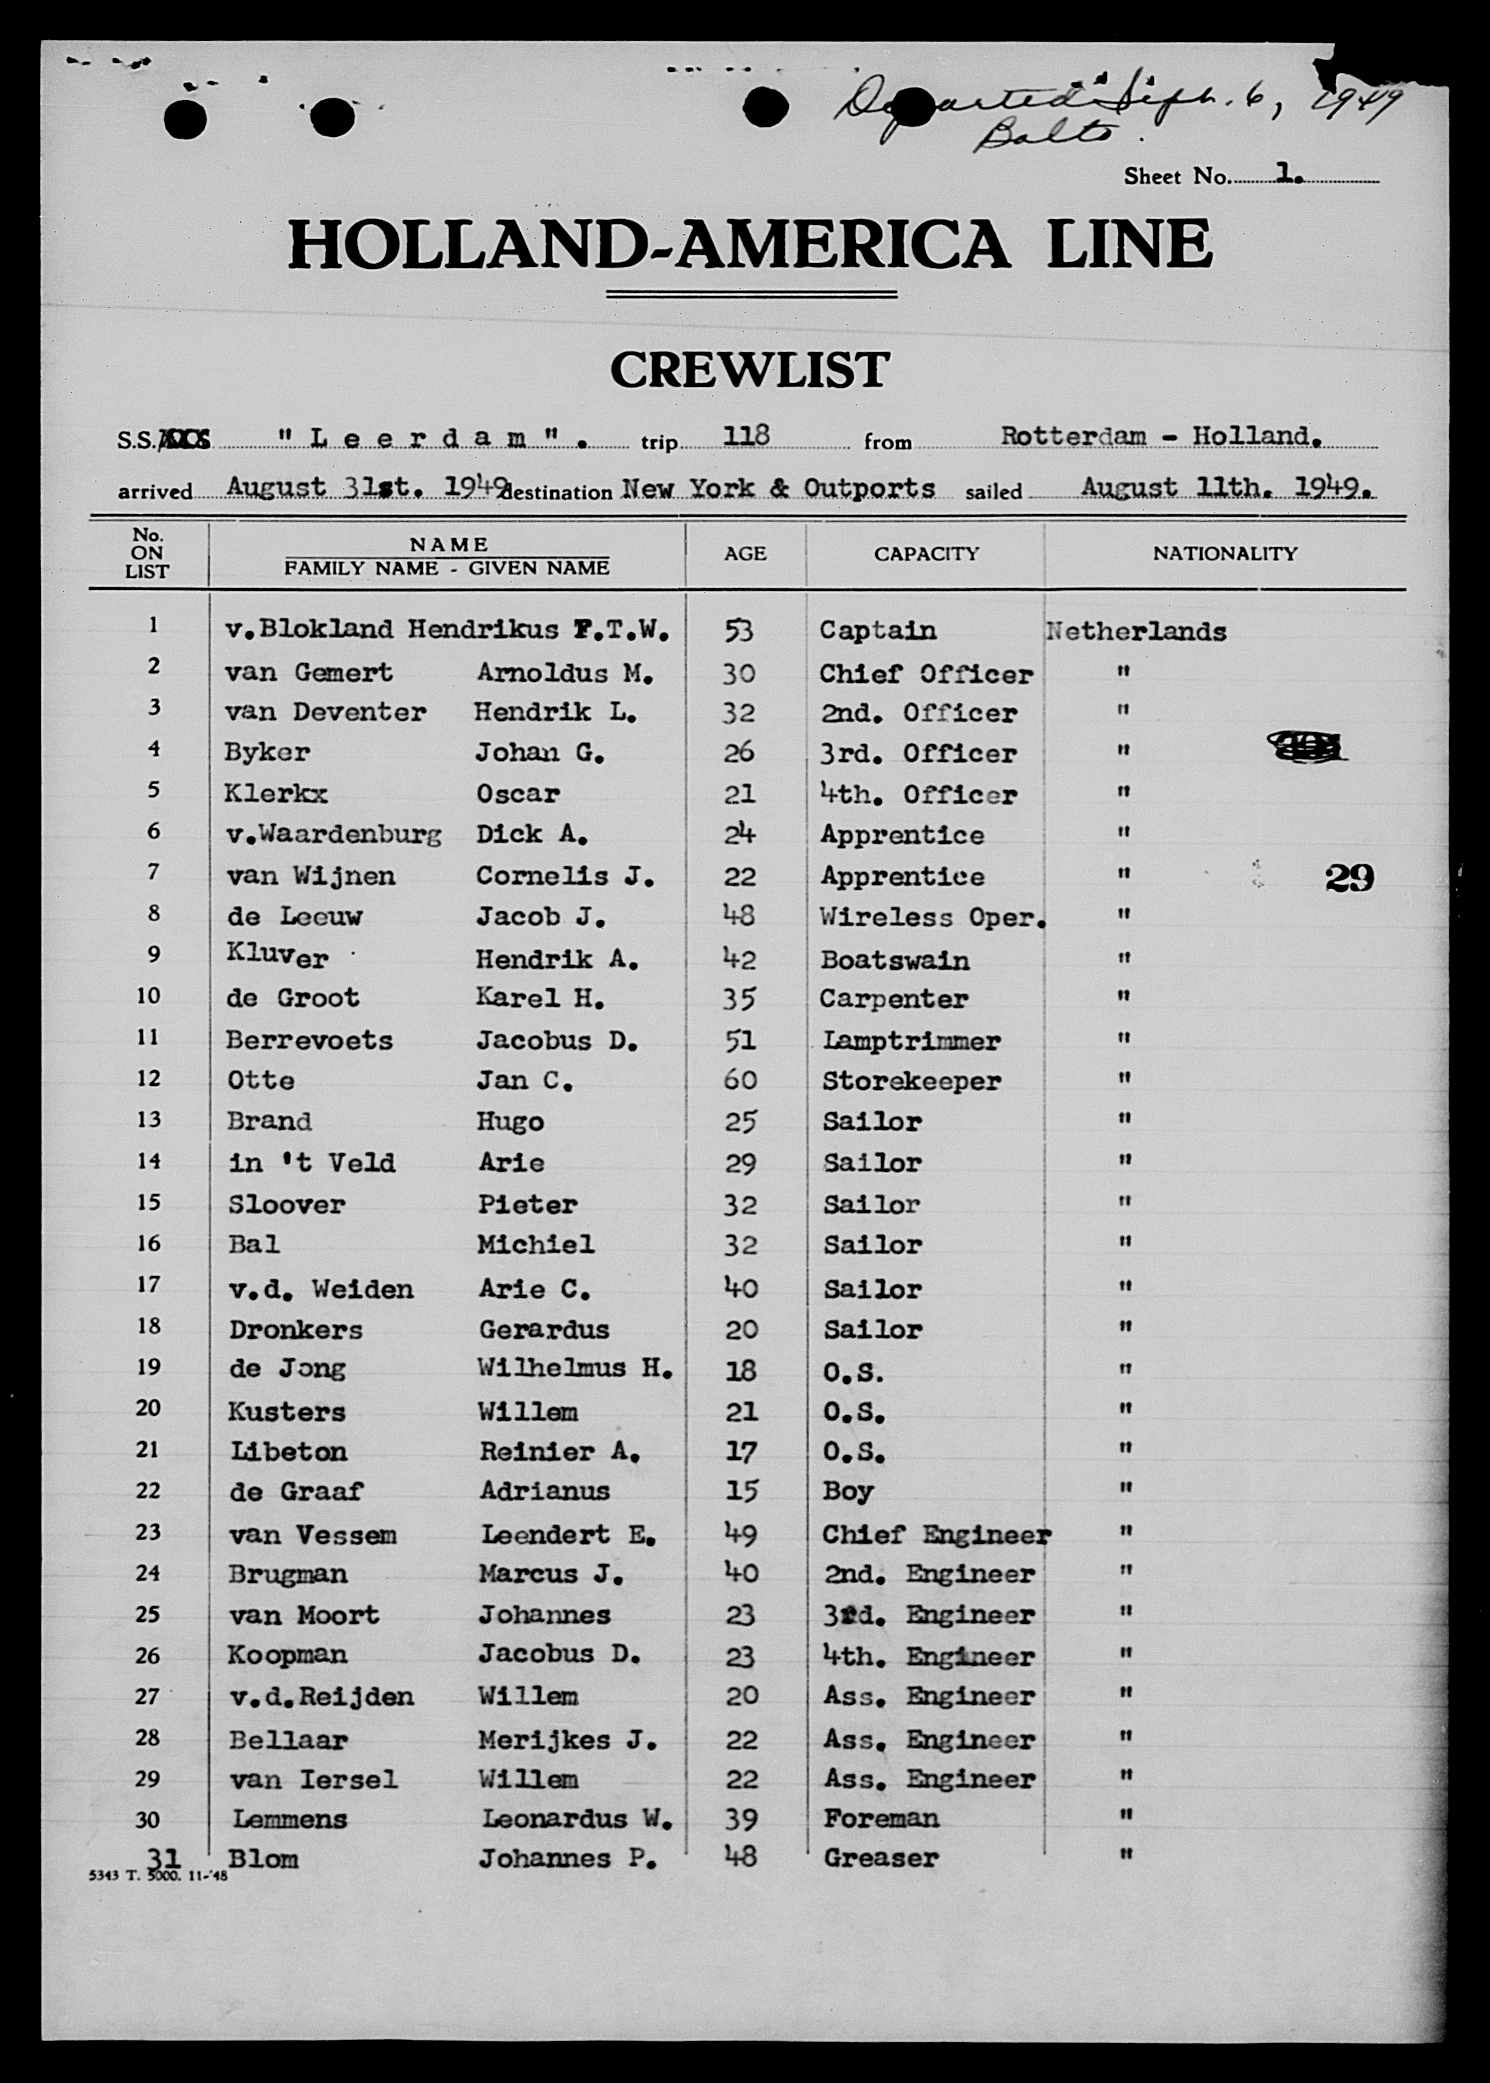 Departed Sept. 6, 1949
Balto.
Sheet No. 1.
HOLLAND-AMERICA LINE
CREWLIST
S.S. "Leerdam". trip 118 from Rotterdam - Holland.
arrived August 31st. 1949 destination New York & Outports sailed August 11th. 1949.
No. ON LIST NAME FAMILY NAME - GIVEN NAME AGE CAPACITY NATIONALITY
1 v.Blokland Hendrikus F.T.W. 53 Captain Netherlands
2 van Gemert Arnoldus M. 30 Chief Officer "
3 van Deventer Hendrik L. 32 2nd. Officer "
4 Byker Johan G. 26 3rd. Officer "
5 Klerkx Oscar 21 4th. Officer "
6 v.Waardenburg Dick A. 24 Apprentice "
7 van Wijnen Cornelis J. 22 Apprentice " 29
8 de Leeuw Jacob J. 48 Wireless Oper. "
9 Kluver Hendrik A. 42 Boatswain "
10 de Groot Karel H. 35 Carpenter "
11 Berrevoets Jacobus D. 51 Lamptrimmer "
12 Otte Jan C. 60 Storekeeper "
13 Brand Hugo 25 Sailor "
14 in 't Veld Arie 29 Sailor "
15 Sloover Pieter 32 Sailor "
16 Bal Michiel 32 Sailor "
17 v.d. Weiden Arie C. 40 Sailor "
18 Dronkers Gerardus 20 Sailor "
19 de Jong Wilhelmus H. 18 O.S. "
20 Kusters Willem 21 O.S. "
21 Libeton Reinier A. 17 O.S. "
22 de Graaf Adrianus 15 Boy "
23 van Vessem Leendert E. 49 Chief Engineer "
24 Brugman Marcus J. 40 2nd. Engineer "
25 van Moort Johannes 23 3rd. Engineer "
26 Koopman Jacobus D. 23 4th. Engineer "
27 v.d.Reijden Willem 20 Ass. Engineer "
28 Bellaar Merijkes J. 22 Ass. Engineer "
29 van Iersel Willem 22 Ass. Engineer "
30 Lemmens Leonardus W. 39 Foreman "
31 Blom Johannes P. 48 Greaser "
5343 T. 5000. 11-'48